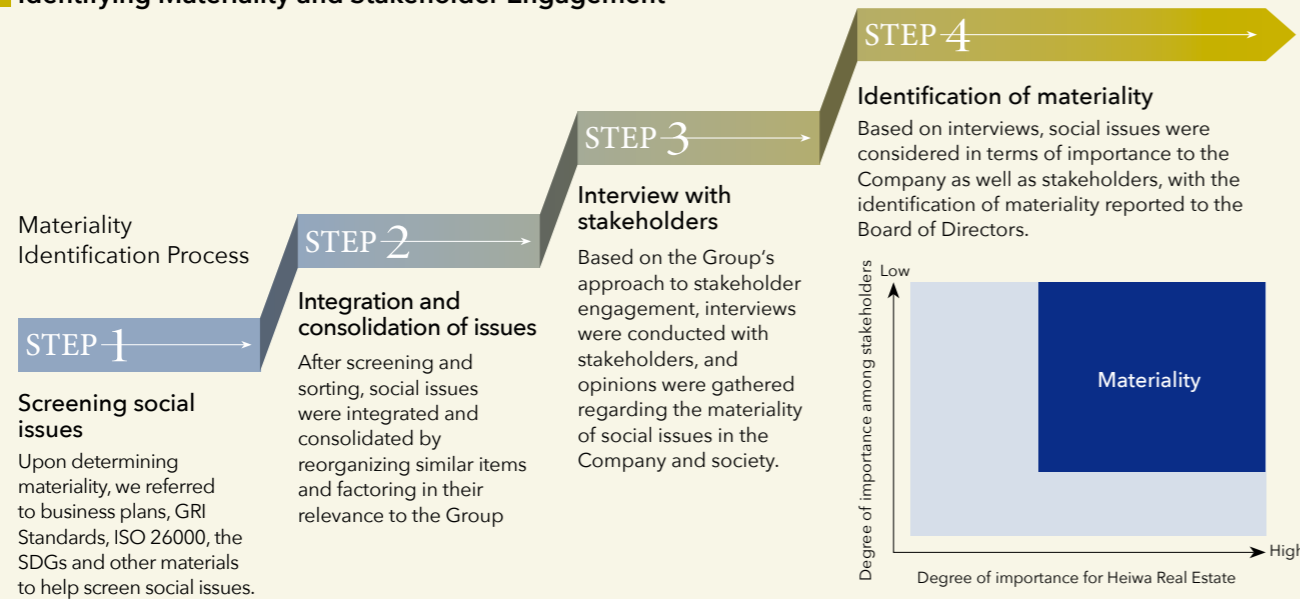 Identifying Materiality and Stakeholder Engagement
Materiality
Identification Process
STEP 1
Screening social
issues
Upon determining
materiality, we referred
to business plans, GRI
Standards, ISO 26000, the
SDGs and other materials
to help screen social issues.
STEP 2
Integration and
consolidation of issues
After screening and
sorting, social issues
were integrated and
consolidated by
reorganizing similar items
and factoring in their
relevance to the Group
STEP 3
Interview with
stakeholders
Based on the Group's
approach to stakeholder
engagement, interviews
were conducted with
stakeholders, and
opinions were gathered
regarding the materiality
of social issues in the
Company and society.
STEP 4
Identification of materiality
Based on interviews, social issues were
considered in terms of importance to the
Company as well as stakeholders, with the
identification of materiality reported to the
Board of Directors.
Degree of importance among stakeholders
Low
Materiality
High
Degree of importance for Heiwa Real Estate